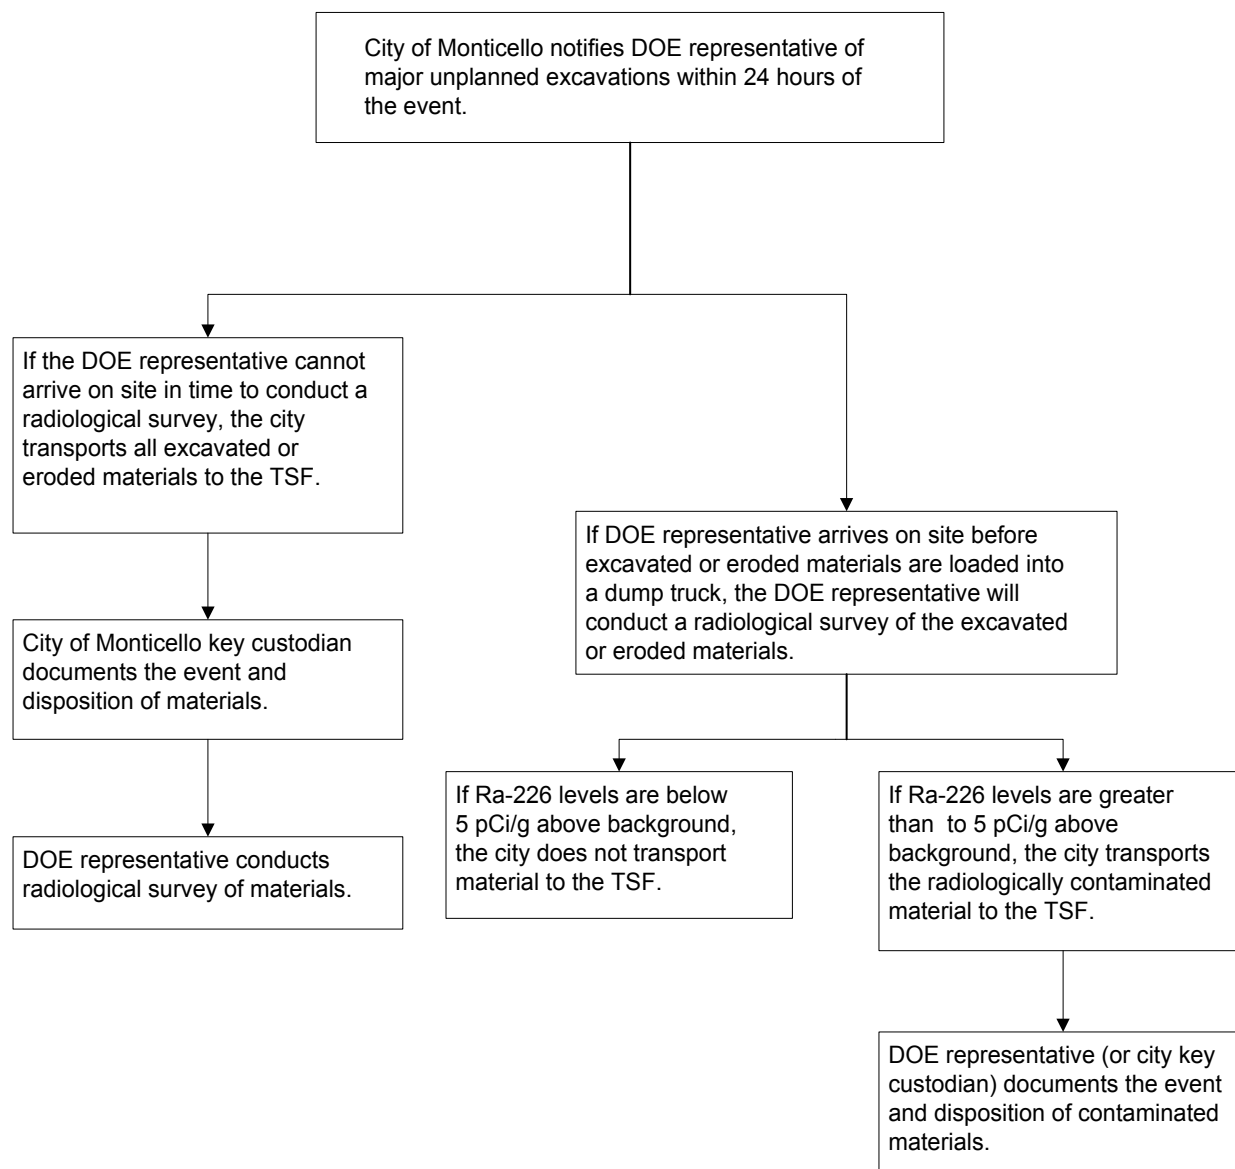 City of Monticello notifies DOE representative of
major unplanned excavations within 24 hours of
the event.
If the DOE representative cannot
arrive on site in time to conduct a
radiological survey, the city
transports all excavated or
eroded materials to the TSF.
If DOE representative arrives on site before
excavated or eroded materials are loaded into
a dump truck, the DOE representative will
conduct a radiological survey of the excavated
or eroded materials.
City of Monticello key custodian
documents the event and
disposition of materials.
DOE representative conducts
radiological survey of materials.
If Ra-226 levels are below
5 pCi/g above background,
the city does not transport
material to the TSF.
If Ra-226 levels are greater
than  to 5 pCi/g above
background, the city transports
the radiologically contaminated
material to the TSF.
DOE representative (or city key
custodian) documents the event
and disposition of contaminated
materials.